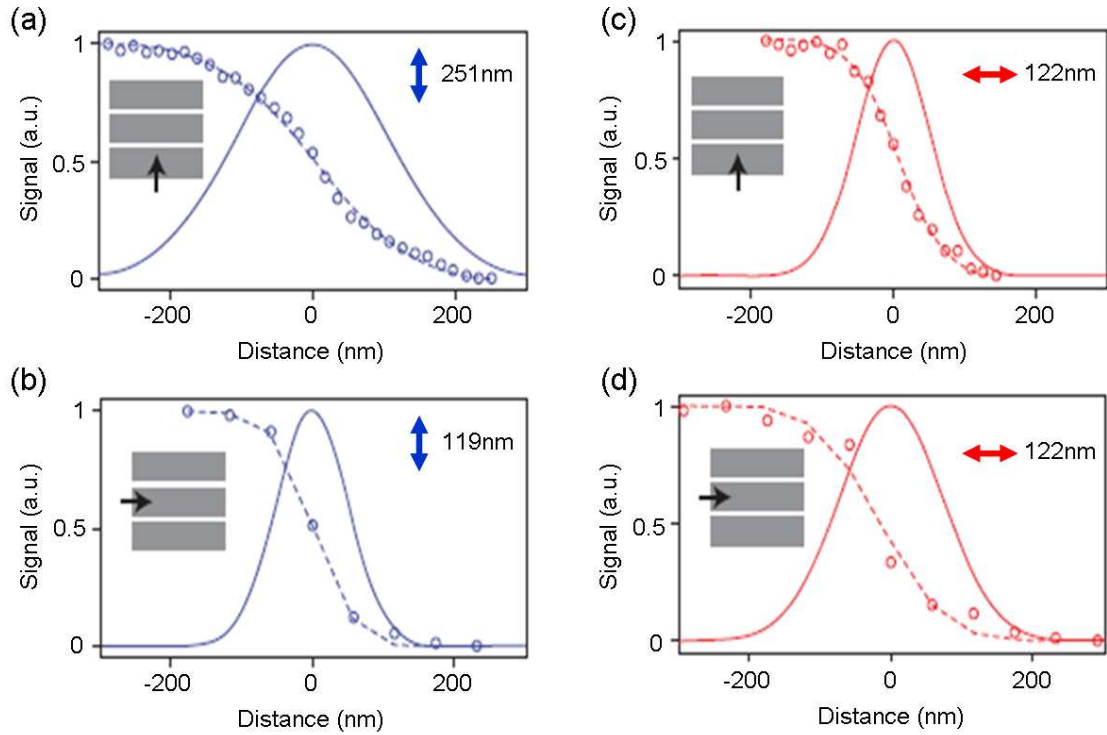 (a)
Signal (a.u.)
1
0.5
0
251nm
-200
0
200
Distance (nm)
(c)
Signal (a.u.)
1
0.5
0
122nm
-200
0
200
Distance (nm)
(b)
Signal (a.u.)
1
0.5
0
119nm
-200
0
200
Distance (nm)
(d)
Signal (a.u.)
1
0.5
0
122nm
-200
0
200
Distance (nm)